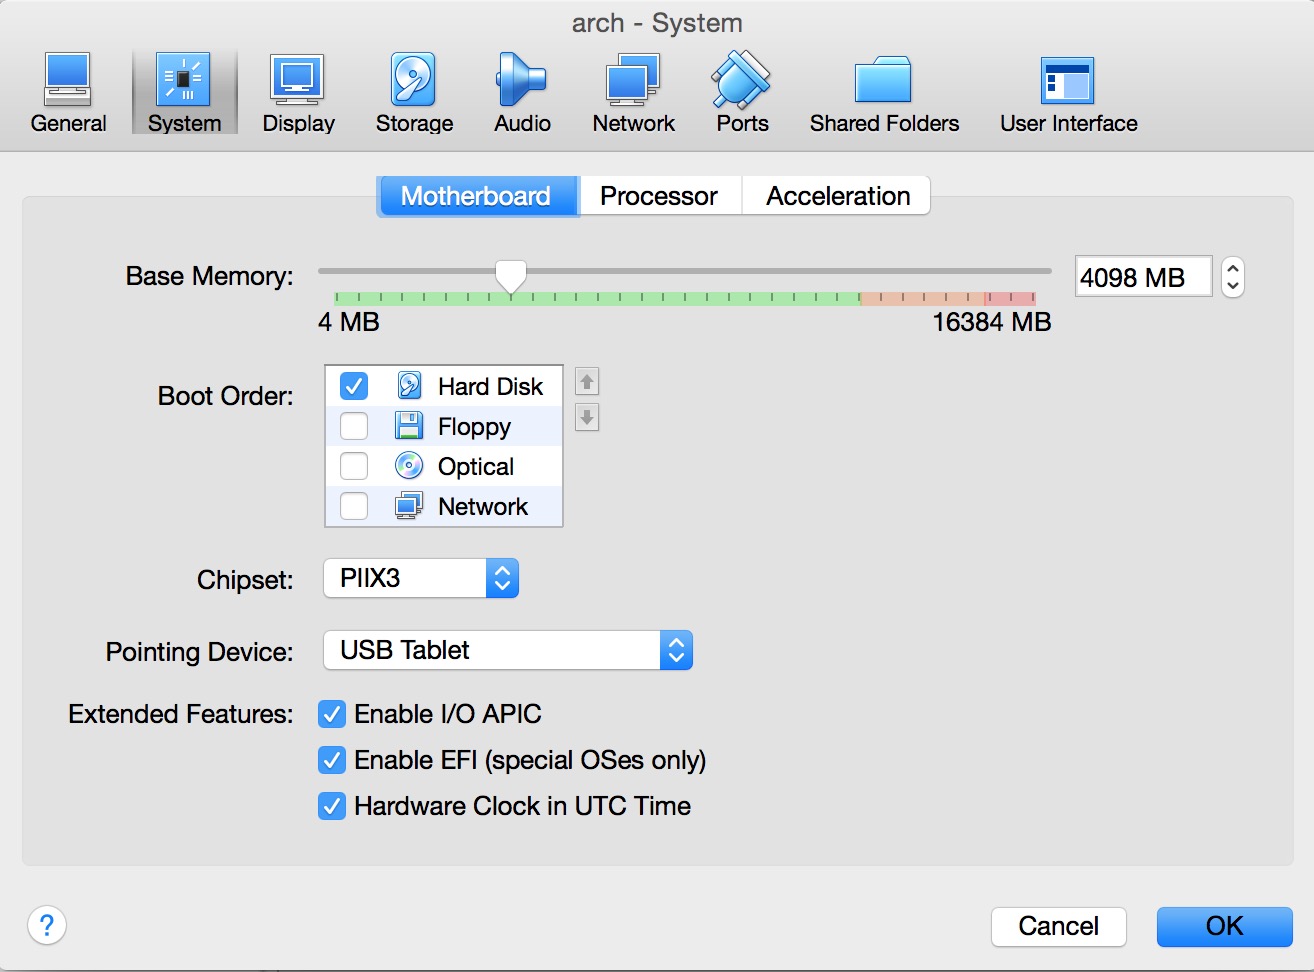 arch - System
General System Display Storage Audio Network Ports Shared Folders User Interface
Motherboard Processor Acceleration
Base Memory: 4098 MB
4 MB 16384 MB
Boot Order: Hard Disk
Floppy
Optical
Network
Chipset: PIIX3
Pointing Device: USB Tablet
Extended Features: Enable I/O APIC
Enable EFI (special OSes only)
Hardware Clock in UTC Time
? Cancel OK